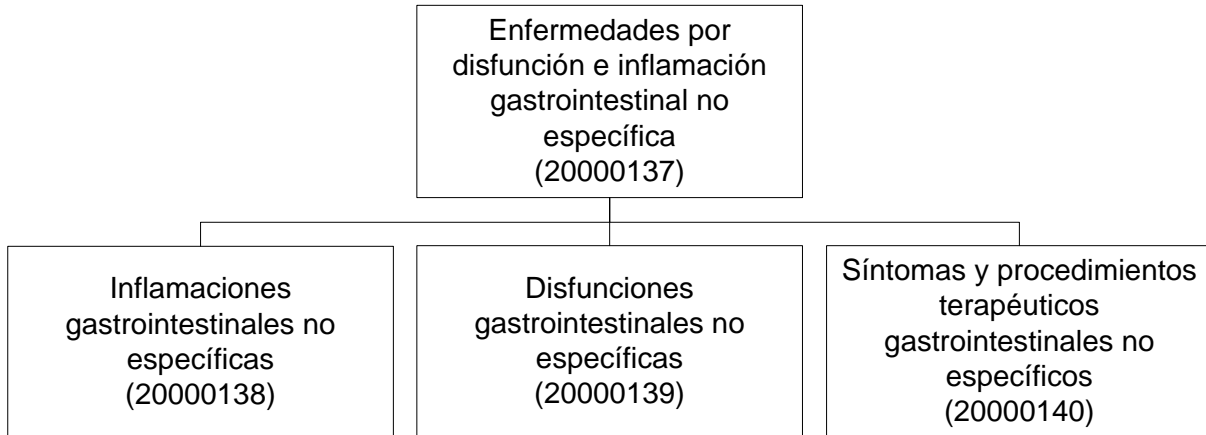 Enfermedades por
disfunción e inflamación
gastrointestinal no
específica
(20000137)
Inflamaciones
gastrointestinales no
específicas
(20000138)
Disfunciones
gastrointestinales no
específicas
(20000139)
Síntomas y procedimientos
terapéuticos
gastrointestinales no
específicos
(20000140)